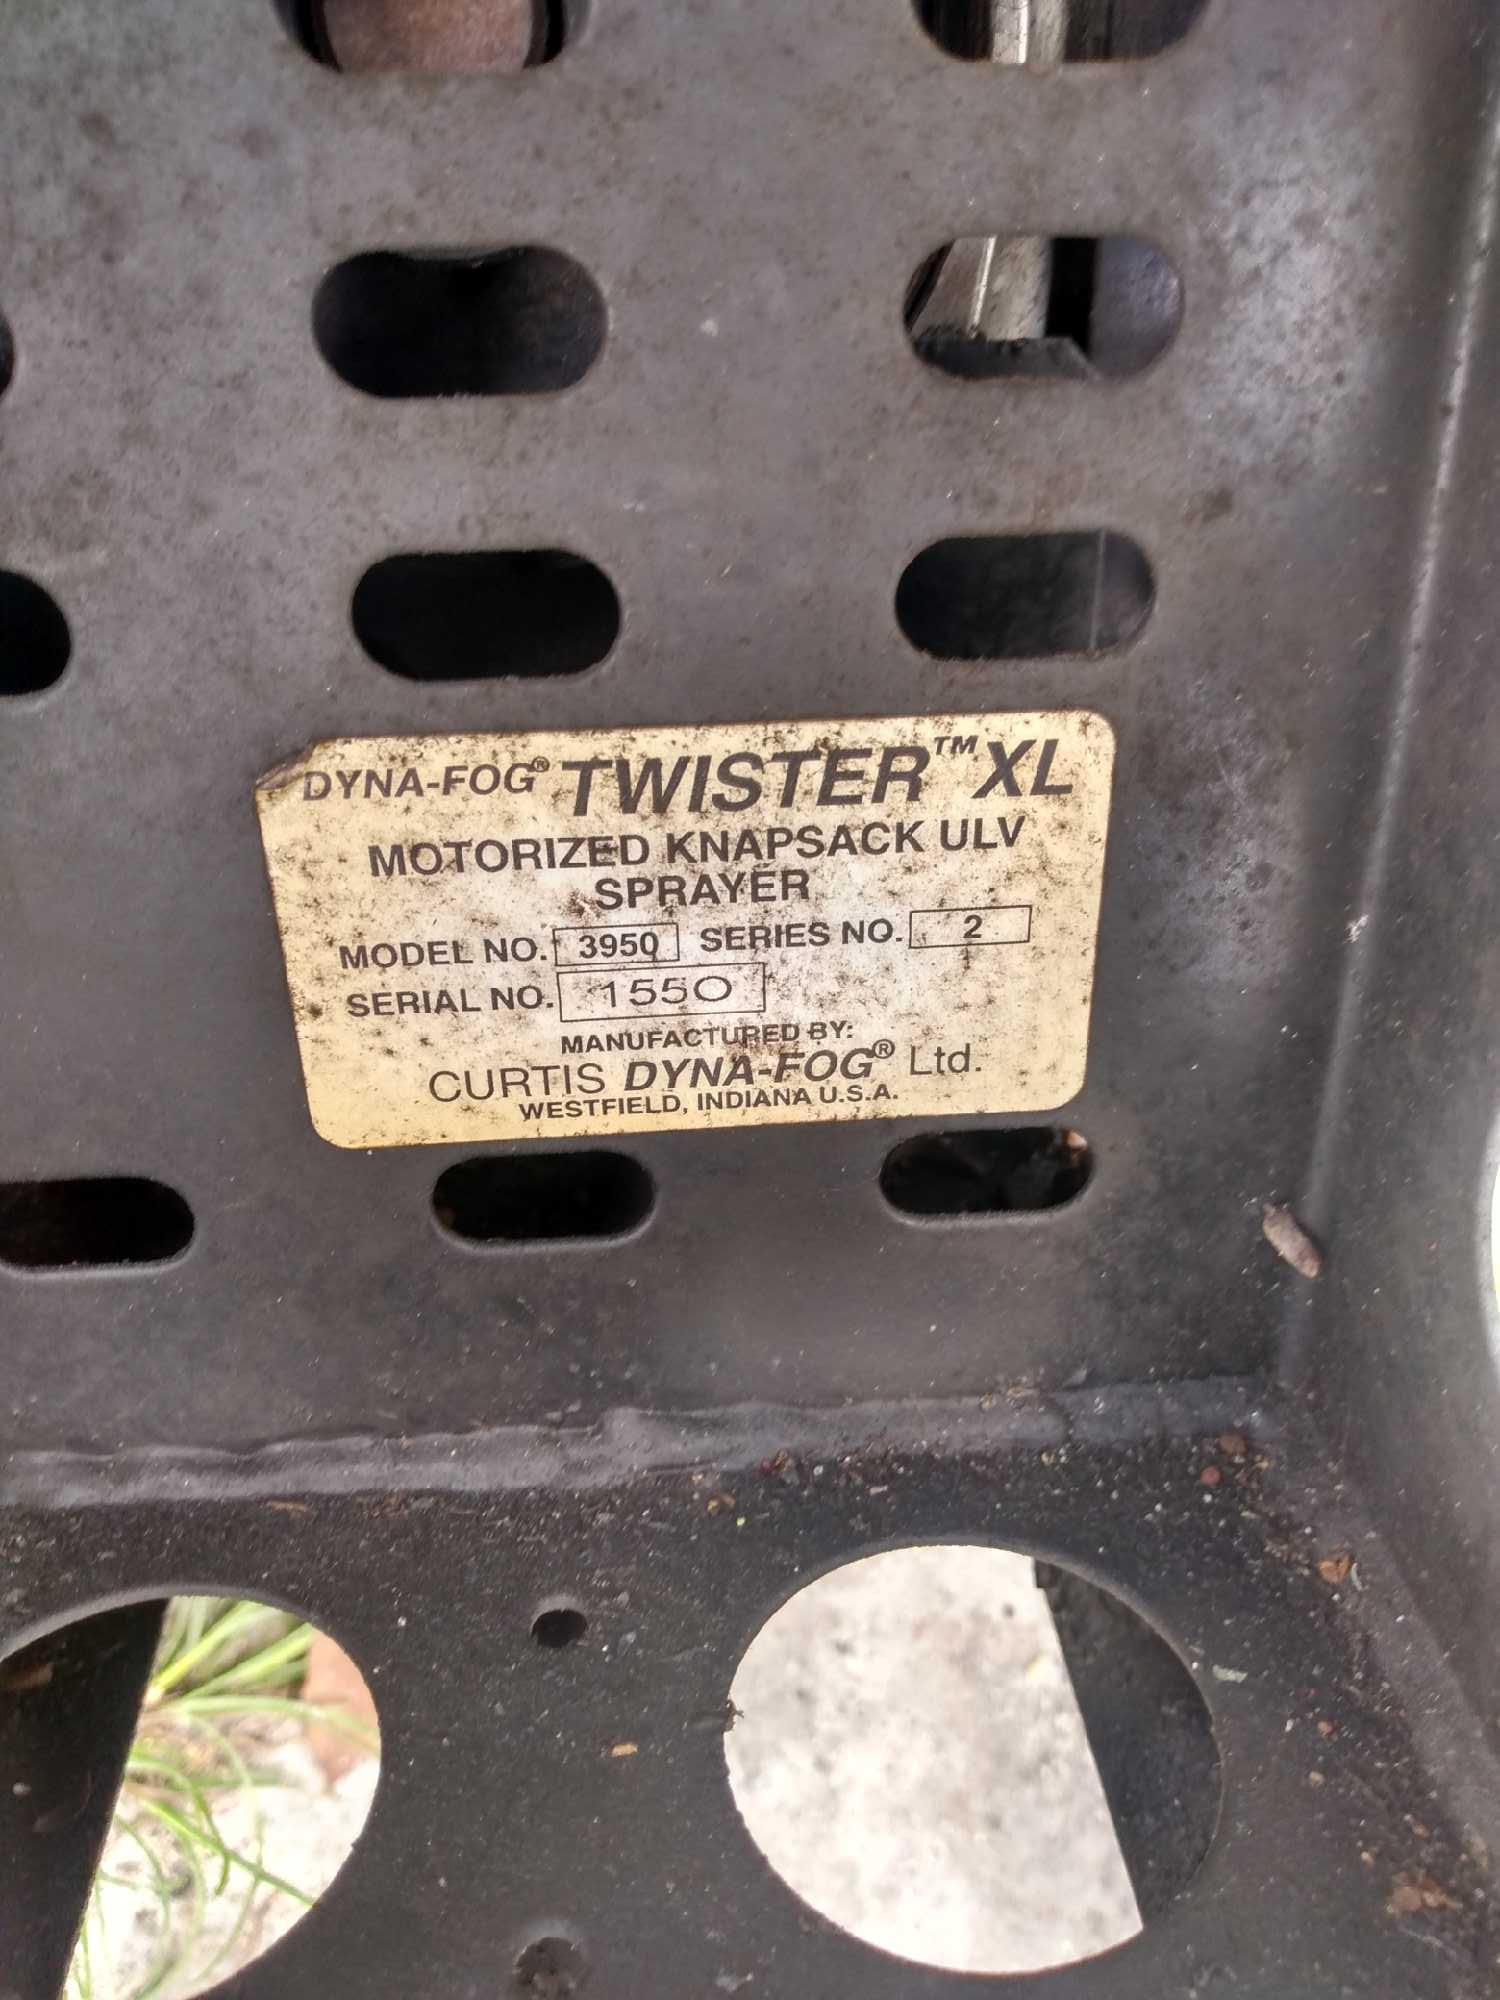 DYNA-FOG® TWISTER™ XL
MOTORIZED KNAPSACK ULV
SPRAYER
MODEL NO. 3950 SERIES NO. 2
SERIAL NO. 1550
MANUFACTURED BY:
CURTIS DYNA-FOG® Ltd.
WESTFIELD, INDIANA U.S.A.